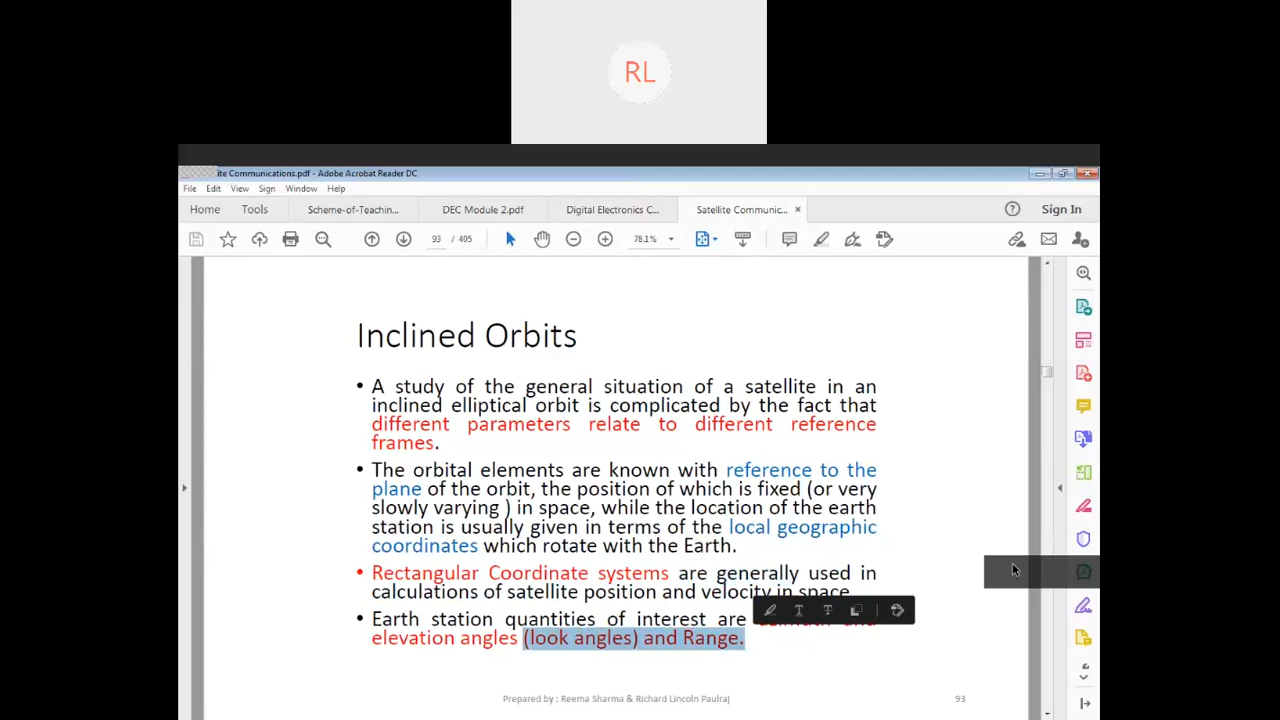 RL
ite Communications.pdf - Adobe Acrobat Reader DC
File Edit View Sign Window Help
Home Tools Scheme-of-Teachin... DEC Module 2.pdf Digital Electronics C... Satellite Communic... × Sign In
93 / 405 78.1%
Inclined Orbits
• A study of the general situation of a satellite in an
inclined elliptical orbit is complicated by the fact that
different parameters relate to different reference
frames.
• The orbital elements are known with reference to the
plane of the orbit, the position of which is fixed (or very
slowly varying ) in space, while the location of the earth
station is usually given in terms of the local geographic
coordinates which rotate with the Earth.
• Rectangular Coordinate systems are generally used in
calculations of satellite position and velocity in space.
• Earth station quantities of interest are
elevation angles (look angles) and Range.
Prepared by : Reema Sharma & Richard Lincoln Paulraj 93